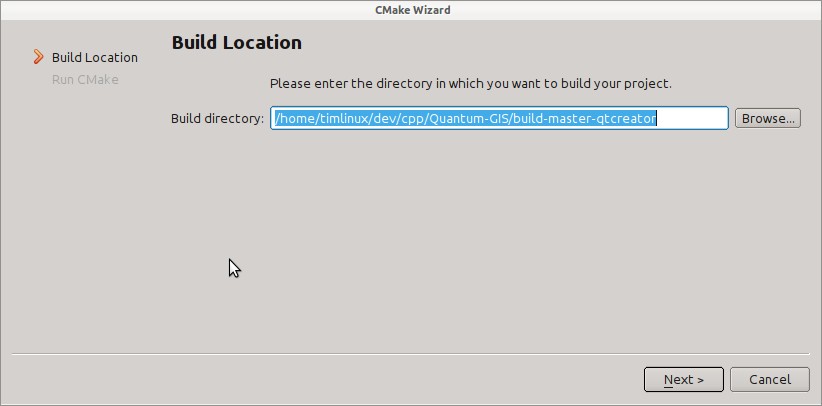 CMake Wizard
Build Location
Build Location
Run CMake
Please enter the directory in which you want to build your project.
Build directory: /home/timlinux/dev/cpp/Quantum-GIS/build-master-qtcreator Browse...
Next > Cancel